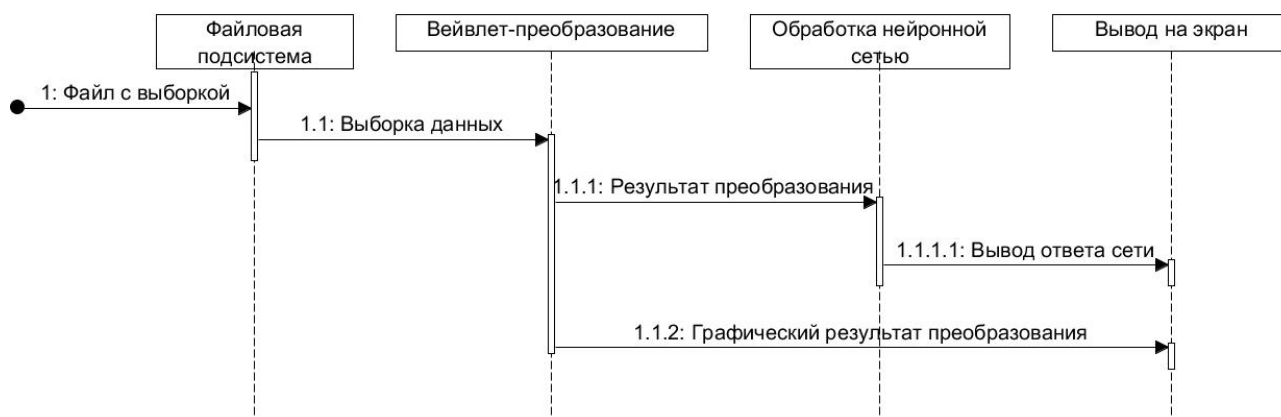 Файловая
подсистема
Вейвлет-преобразование
Обработка нейронной
сетью
Вывод на экран
1: Файл с выборкой
1.1: Выборка данных
1.1.1: Результат преобразования
1.1.1.1: Вывод ответа сети
1.1.2: Графический результат преобразования